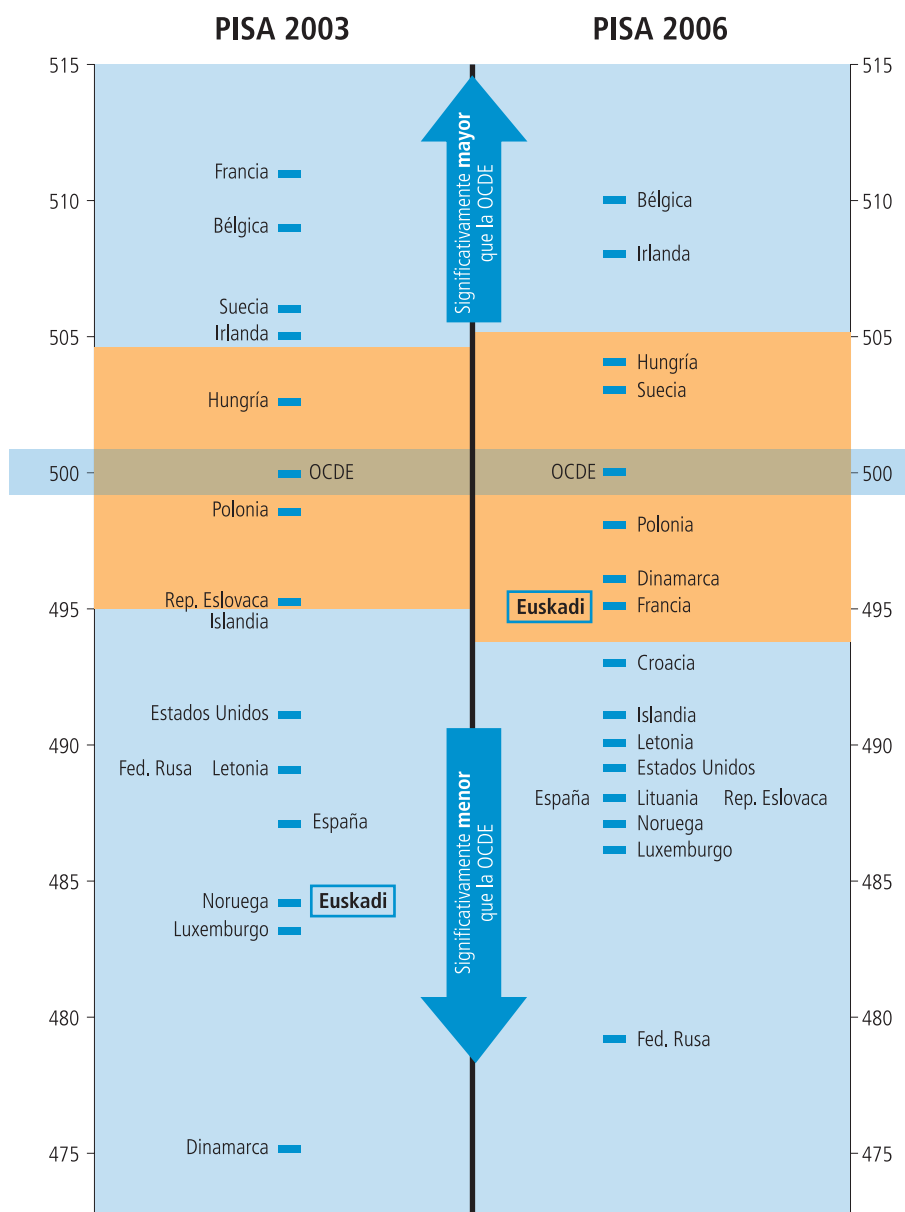 PISA 2003
PISA 2006
515
515
Francia
510
Bélgica
510
Bélgica
Irlanda
Suecia
505
Irlanda
505
Hungría
Hungría
Suecia
500
OCDE
OCDE
500
Polonia
Polonia
Dinamarca
Rep. Eslovaca
495
Islandia
Euskadi
Francia
495
Croacia
Estados Unidos
Islandia
490
Letonia
490
Fed. Rusa Letonia
Estados Unidos
España Lituania Rep. Eslovaca
España
Noruega
Luxemburgo
485
485
Noruega Euskadi
Luxemburgo
480
480
Fed. Rusa
475
Dinamarca
475
Significativamente mayor
que la OCDE
Significativamente menor
que la OCDE